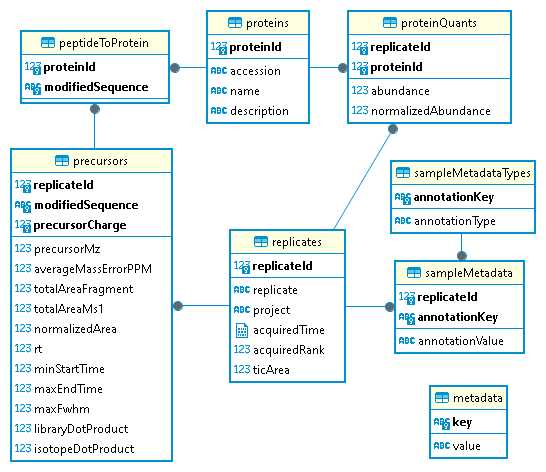 peptideToProtein
123 proteinId
ABC modifiedSequence
proteins
123 proteinId
ABC accession
ABC name
ABC description
proteinQuants
123 replicateId
123 proteinId
123 abundance
123 normalizedAbundance
precursors
123 replicateId
ABC modifiedSequence
123 precursorCharge
123 precursorMz
123 averageMassErrorPPM
123 totalAreaFragment
123 totalAreaMs1
123 normalizedArea
123 rt
123 minStartTime
123 maxEndTime
123 maxFwhm
123 libraryDotProduct
123 isotopeDotProduct
replicates
123 replicateId
ABC replicate
ABC project
acquiredTime
123 acquiredRank
123 ticArea
sampleMetadataTypes
ABC annotationKey
ABC annotationType
sampleMetadata
123 replicateId
ABC annotationKey
ABC annotationValue
metadata
ABC key
ABC value